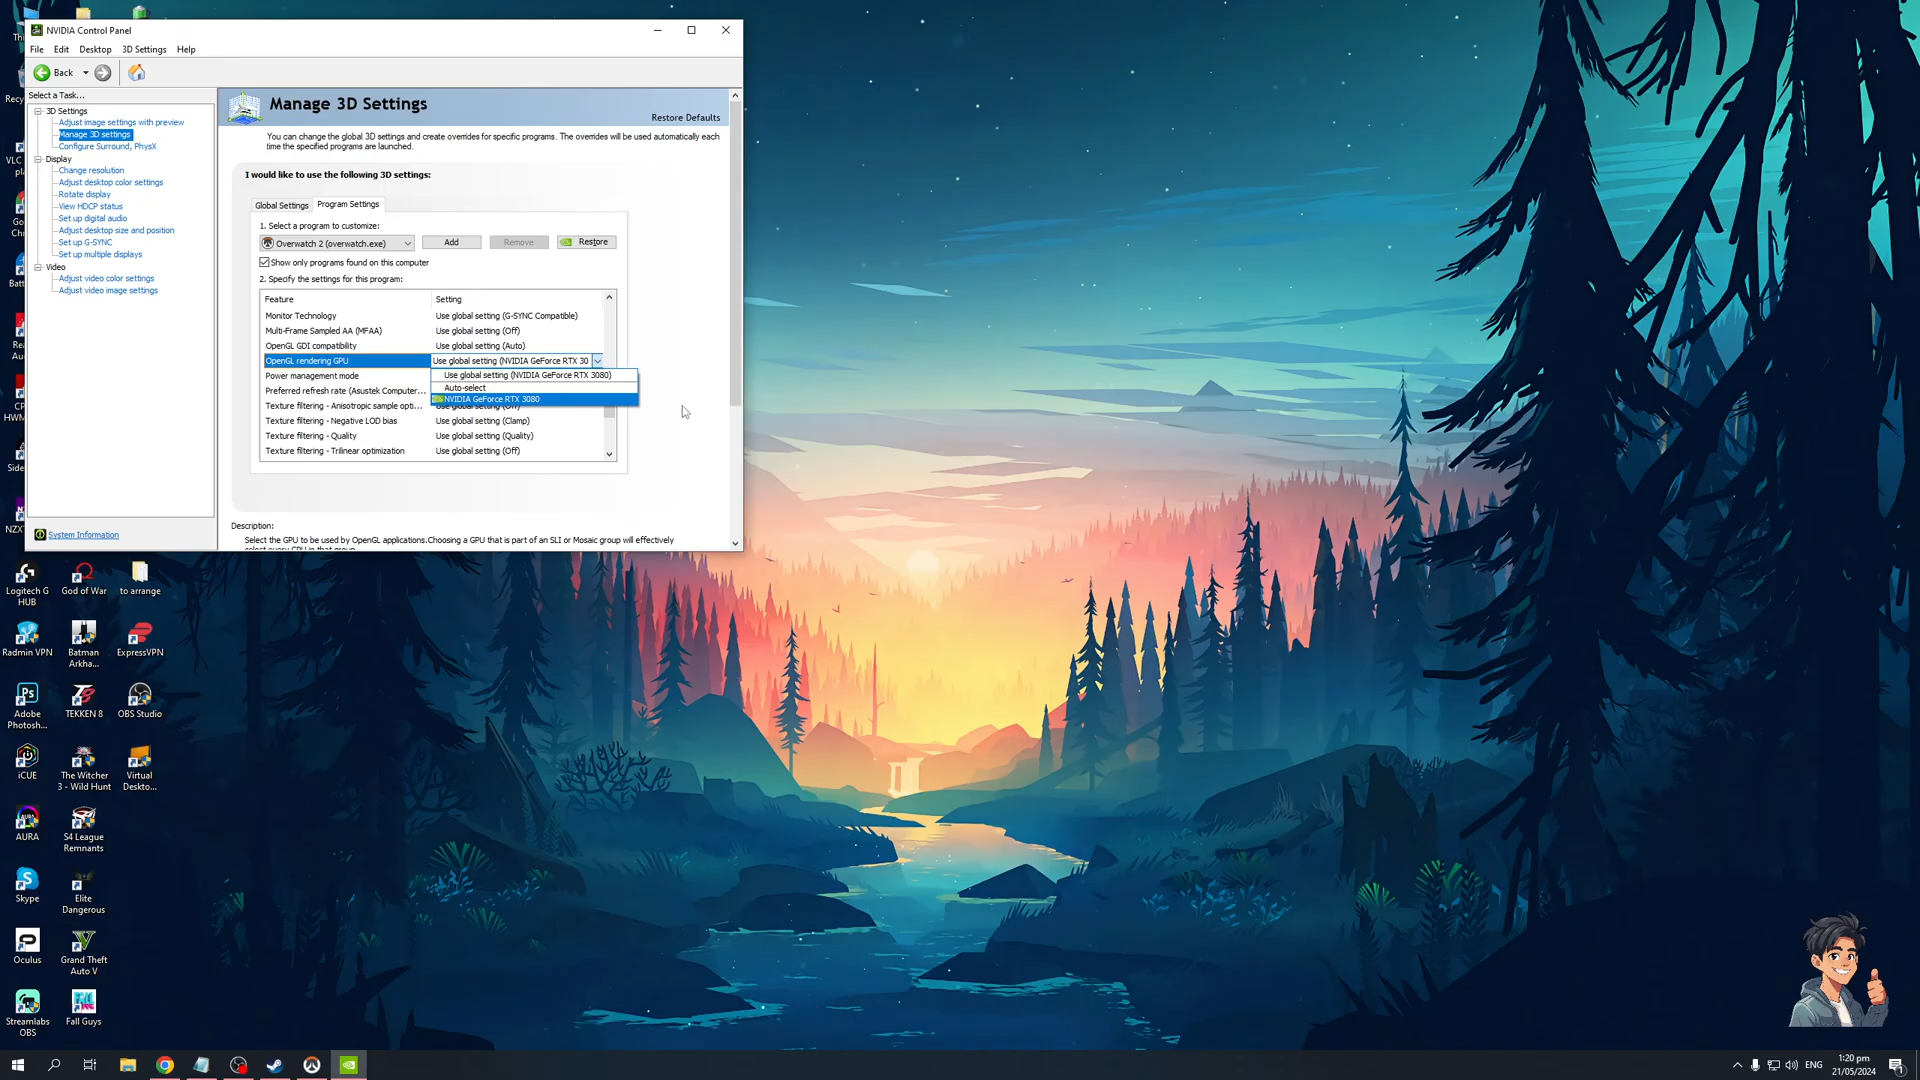 NVIDIA Control Panel
File Edit Desktop 3D Settings Help
Back
Select a Task...
3D Settings
Adjust image settings with preview
Manage 3D settings
Configure Surround, PhysX
Display
Change resolution
Adjust desktop color settings
Rotate display
View HDCP status
Set up digital audio
Adjust desktop size and position
Set up G-SYNC
Set up multiple displays
Video
Adjust video color settings
Adjust video image settings
System Information
Manage 3D Settings
Restore Defaults
You can change the global 3D settings and create overrides for specific programs. The overrides will be used automatically each
time the specified programs are launched.
I would like to use the following 3D settings:
Global Settings Program Settings
1. Select a program to customize:
Overwatch 2 (overwatch.exe) Add Remove Restore
Show only programs found on this computer
2. Specify the settings for this program:
Feature Setting
Monitor Technology Use global setting (G-SYNC Compatible)
Multi-Frame Sampled AA (MFAA) Use global setting (Off)
OpenGL GDI compatibility Use global setting (Auto)
OpenGL rendering GPU Use global setting (NVIDIA GeForce RTX 30
Use global setting (NVIDIA GeForce RTX 3080)
Auto-select
NVIDIA GeForce RTX 3080
Power management mode
Preferred refresh rate (Asustek Computer...
Texture filtering - Anisotropic sample opti... Use global setting (Off)
Texture filtering - Negative LOD bias Use global setting (Clamp)
Texture filtering - Quality Use global setting (Quality)
Texture filtering - Trilinear optimization Use global setting (Off)
Description:
Select the GPU to be used by OpenGL applications.Choosing a GPU that is part of an SLI or Mosaic group will effectively
select every GPU in that group.
Logitech G
HUB
God of War
to arrange
Radmin VPN
Batman
Arkha...
ExpressVPN
Adobe
Photosh...
TEKKEN 8
OBS Studio
iCUE
The Witcher
3 - Wild Hunt
Virtual
Deskto...
AURA
S4 League
Remnants
Skype
Elite
Dangerous
Oculus
Grand Theft
Auto V
Streamlabs
OBS
Fall Guys
ENG
1:20 pm
21/05/2024